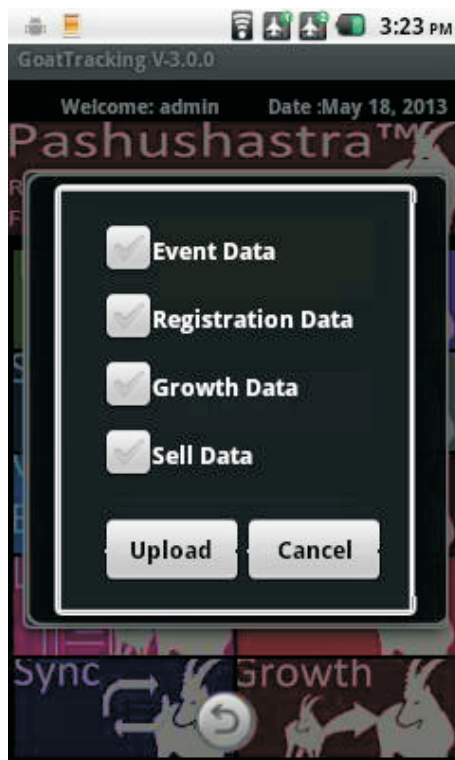 3:23 PM
GoatTracking V-3.0.0
Welcome: admin Date :May 18, 2013
Pashushastra™
Event Data
Registration Data
Growth Data
Sell Data
Upload Cancel
Sync Growth